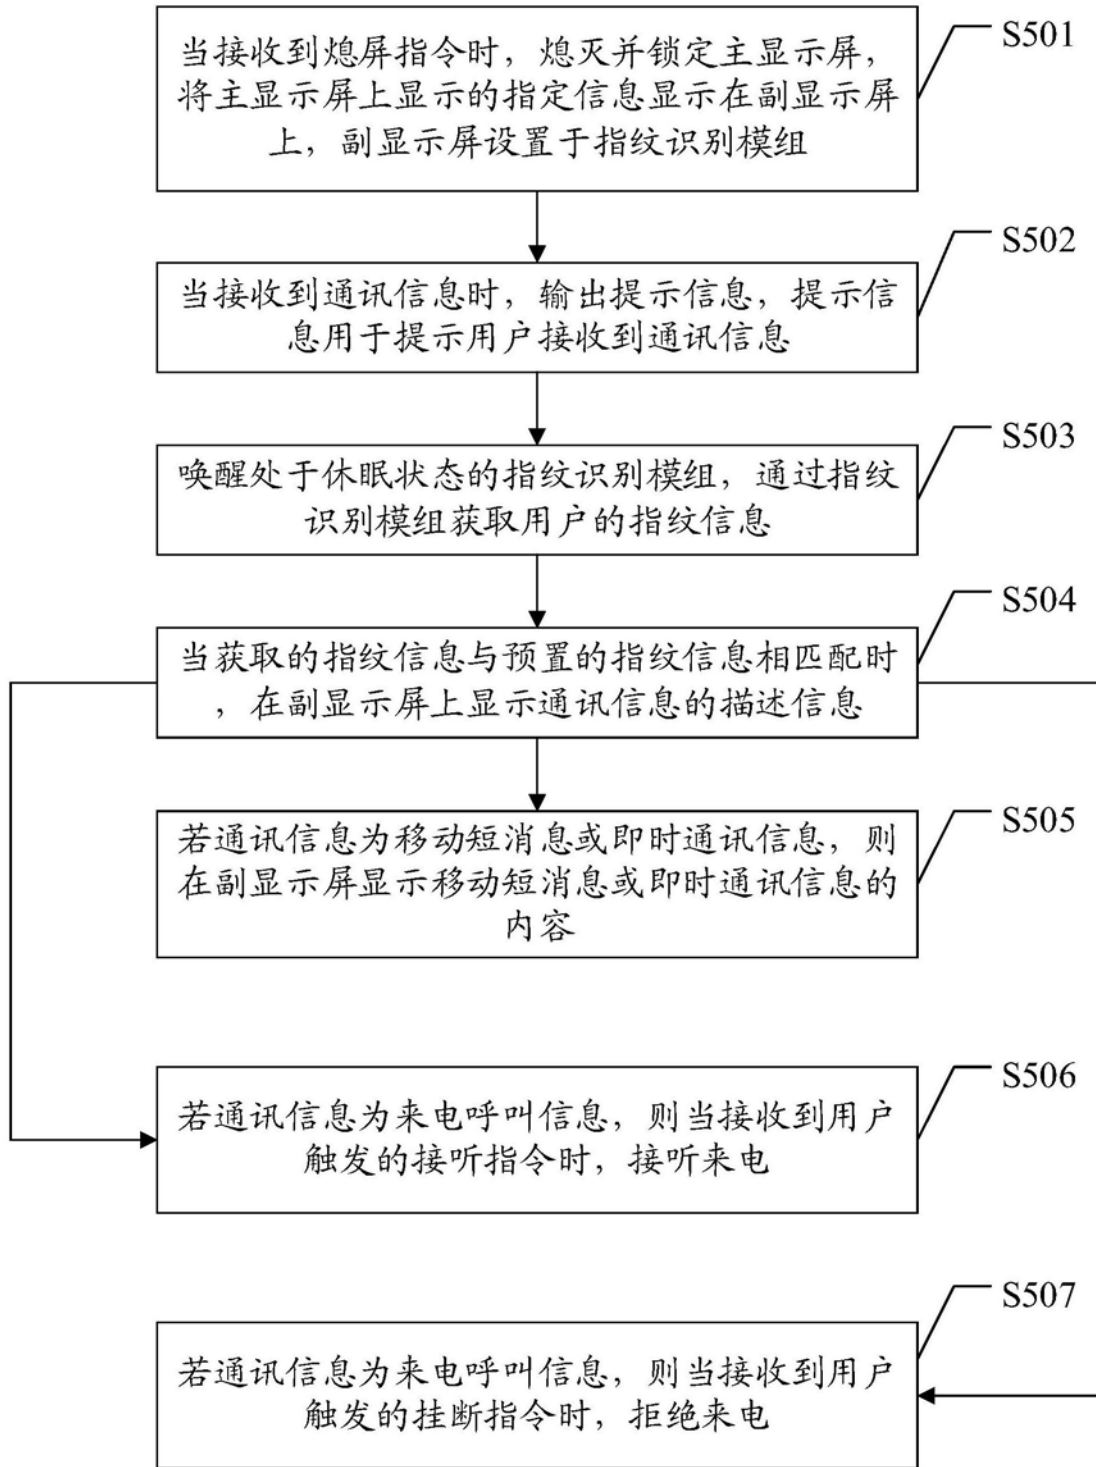 当接收到熄屏指令时，熄灭并锁定主显示屏，
将主显示屏上显示的指定信息显示在副显示屏
上，副显示屏设置于指纹识别模组
S501
当接收到通讯信息时，输出提示信息，提示信
息用于提示用户接收到通讯信息
S502
唤醒处于休眠状态的指纹识别模组，通过指纹
识别模组获取用户的指纹信息
S503
当获取的指纹信息与预置的指纹信息相匹配时
，在副显示屏上显示通讯信息的描述信息
S504
若通讯信息为移动短消息或即时通讯信息，则
在副显示屏显示移动短消息或即时通讯信息的
内容
S505
若通讯信息为来电呼叫信息，则当接收到用户
触发的接听指令时，接听来电
S506
若通讯信息为来电呼叫信息，则当接收到用户
触发的挂断指令时，拒绝来电
S507